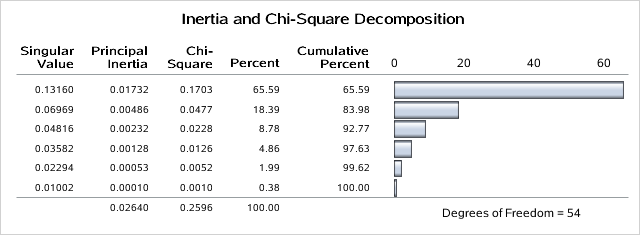 Inertia and Chi-Square Decomposition
Singular Value Principal Inertia Chi-Square Percent Cumulative Percent 0 20 40 60
0.13160 0.01732 0.1703 65.59 65.59
0.06969 0.00486 0.0477 18.39 83.98
0.04816 0.00232 0.0228 8.78 92.77
0.03582 0.00128 0.0126 4.86 97.63
0.02294 0.00053 0.0052 1.99 99.62
0.01002 0.00010 0.0010 0.38 100.00
0.02640 0.2596 100.00
Degrees of Freedom = 54